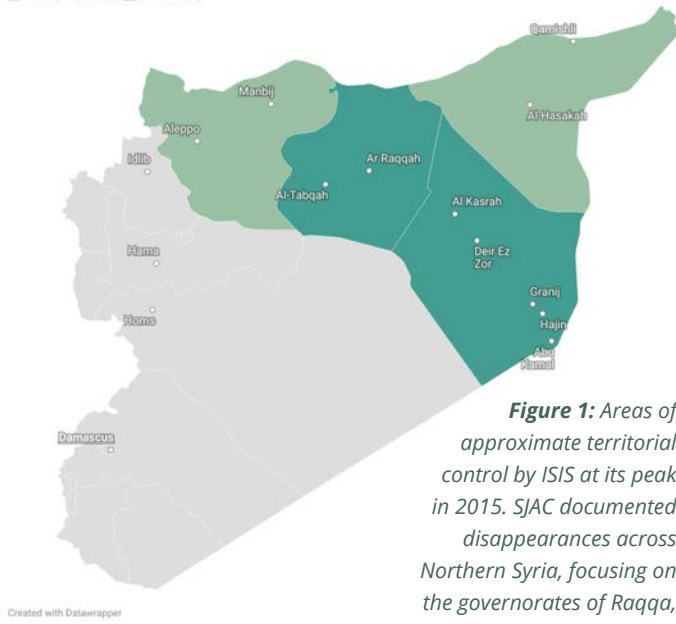 Qamishli
Manbij
Al-Hasakah
Aleppo
Idlib
Ar Raqqah
Al-Tabqah
Al Kasrah
Hama
Deir Ez
Zor
Granij
Homs
Hajin
Abu
Kamal
Damascus
Figure 1: Areas of
approximate territorial
control by ISIS at its peak
in 2015. SJAC documented
disappearances across
Northern Syria, focusing on
the governorates of Raqqa,
Created with Datawrapper